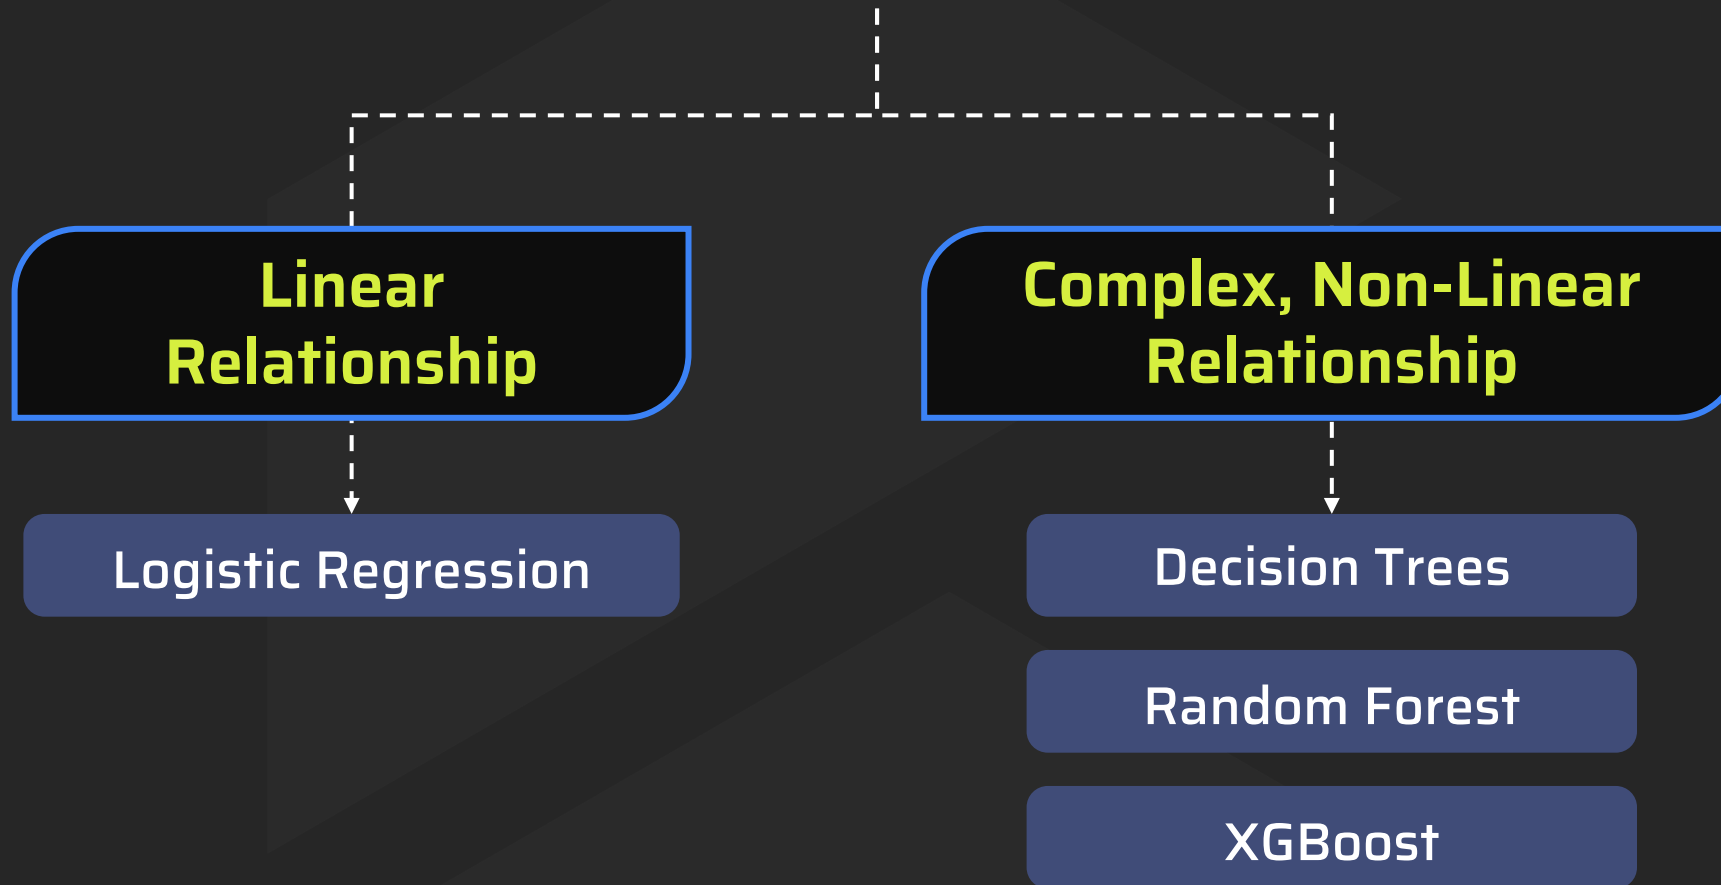 Linear
Relationship
Complex, Non-Linear
Relationship
Logistic Regression
Decision Trees
Random Forest
XGBoost